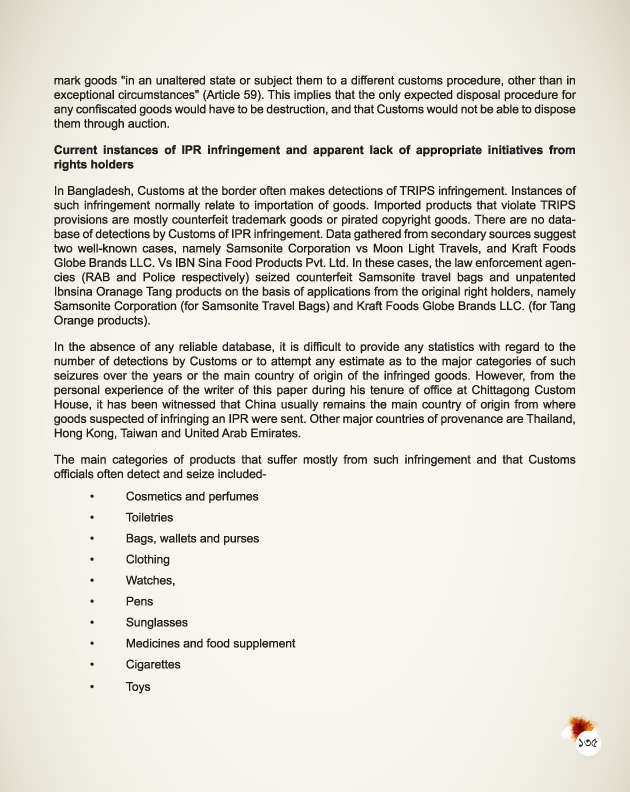 mark goods "in an unaltered state or subject them to a different customs procedure, other than in
exceptional circumstances" (Article 59). This implies that the only expected disposal procedure for
any confiscated goods would have to be destruction, and that Customs would not be able to dispose
them through auction.
Current instances of IPR infringement and apparent lack of appropriate initiatives from
rights holders
In Bangladesh, Customs at the border often makes detections of TRIPS infringement. Instances of
such infringement normally relate to importation of goods. Imported products that violate TRIPS
provisions are mostly counterfeit trademark goods or pirated copyright goods. There are no data-
base of detections by Customs of IPR infringement. Data gathered from secondary sources suggest
two well-known cases, namely Samsonite Corporation vs Moon Light Travels, and Kraft Foods
Globe Brands LLC. Vs IBN Sina Food Products Pvt. Ltd. In these cases, the law enforcement agen-
cies (RAB and Police respectively) seized counterfeit Samsonite travel bags and unpatented
Ibnsina Oranage Tang products on the basis of applications from the original right holders, namely
Samsonite Corporation (for Samsonite Travel Bags) and Kraft Foods Globe Brands LLC. (for Tang
Orange products).
In the absence of any reliable database, it is difficult to provide any statistics with regard to the
number of detections by Customs or to attempt any estimate as to the major categories of such
seizures over the years or the main country of origin of the infringed goods. However, from the
personal experience of the writer of this paper during his tenure of office at Chittagong Custom
House, it has been witnessed that China usually remains the main country of origin from where
goods suspected of infringing an IPR were sent. Other major countries of provenance are Thailand,
Hong Kong, Taiwan and United Arab Emirates.
The main categories of products that suffer mostly from such infringement and that Customs
officials often detect and seize included-
• Cosmetics and perfumes
• Toiletries
• Bags, wallets and purses
• Clothing
• Watches,
• Pens
• Sunglasses
• Medicines and food supplement
• Cigarettes
• Toys
১৩৫